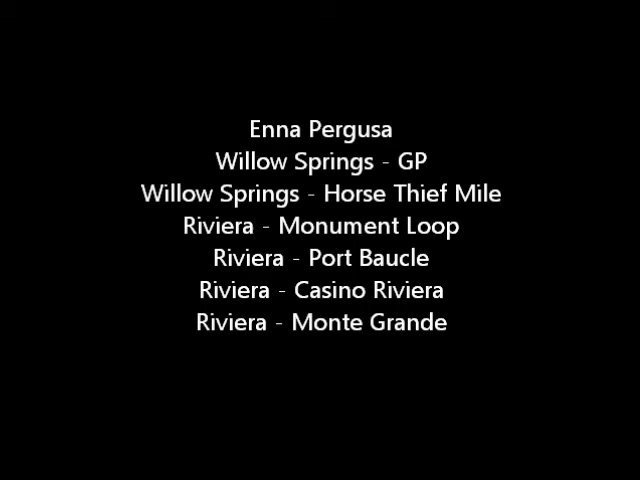 Enna Pergusa
Willow Springs - GP
Willow Springs - Horse Thief Mile
Riviera - Monument Loop
Riviera - Port Baucle
Riviera - Casino Riviera
Riviera - Monte Grande